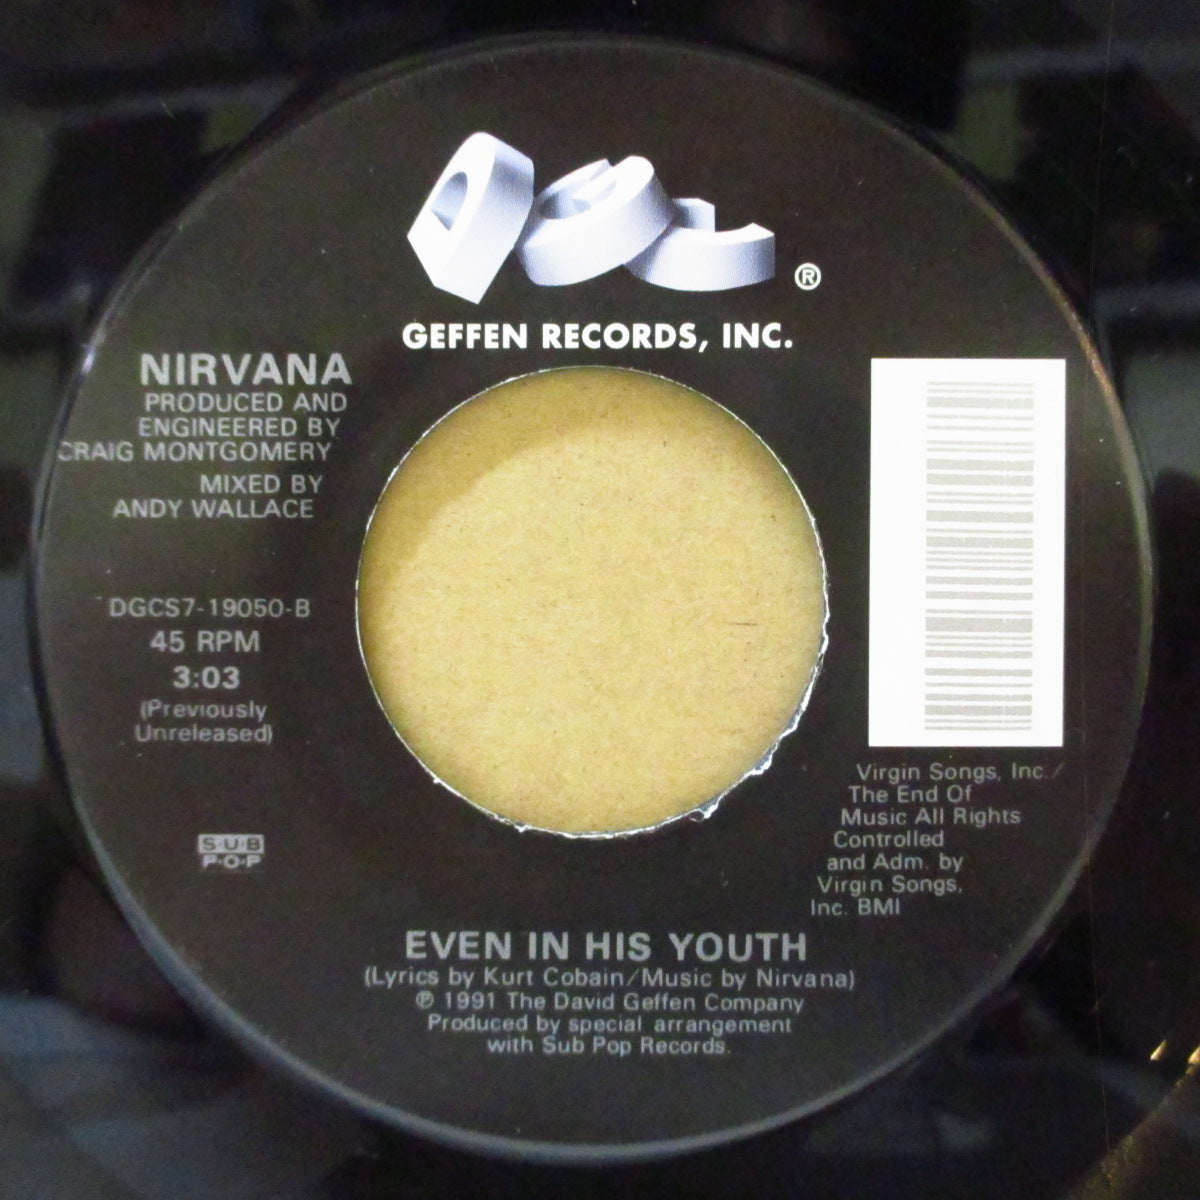 DGC
®
GEFFEN RECORDS, INC.
NIRVANA
PRODUCED AND
ENGINEERED BY
CRAIG MONTGOMERY
MIXED BY
ANDY WALLACE
DGCS7-19050-B
45 RPM
3:03
(Previously
Unreleased)
SUB
POP
Virgin Songs, Inc./
The End Of
Music All Rights
Controlled
and Adm. by
Virgin Songs,
Inc. BMI
EVEN IN HIS YOUTH
(Lyrics by Kurt Cobain/Music by Nirvana)
℗ 1991 The David Geffen Company
Produced by special arrangement
with Sub Pop Records.